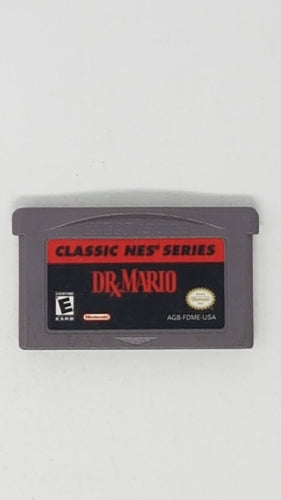 CLASSIC NES® SERIES
DR. MARIO
E
Nintendo
AGB-FDME-USA